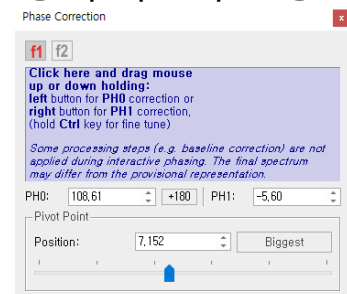 Phase Correction x
f1 f2
Click here and drag mouse
up or down holding:
left button for PH0 correction or
right button for PH1 correction,
(hold Ctrl key for fine tune)
Some processing steps (e.g. baseline correction) are not
applied during interactive phasing. The final spectrum
may differ from the provisional representation.
PH0: 108,61 +180 PH1: -5,60
Pivot Point
Position: 7,152 Biggest